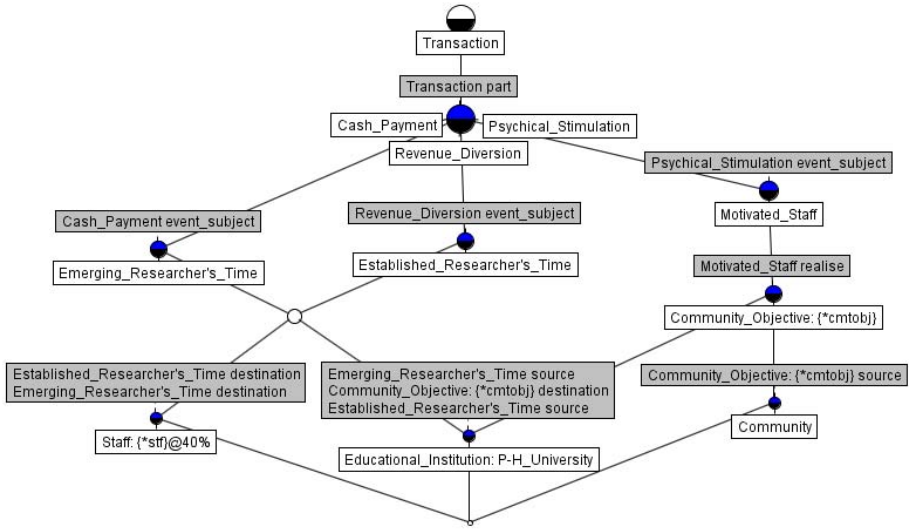 Transaction
Transaction part
Cash_Payment
Psychical_Stimulation
Revenue_Diversion
Psychical_Stimulation event_subject
Cash_Payment event_subject
Revenue_Diversion event_subject
Motivated_Staff
Emerging_Researcher's_Time
Established_Researcher's_Time
Motivated_Staff realise
Community_Objective: {*cmtobj}
Established_Researcher's_Time destination
Emerging_Researcher's_Time destination
Emerging_Researcher's_Time source
Community_Objective: {*cmtobj} destination
Established_Researcher's_Time source
Community_Objective: {*cmtobj} source
Staff: {*stf}@40%
Educational_Institution: P-H_University
Community